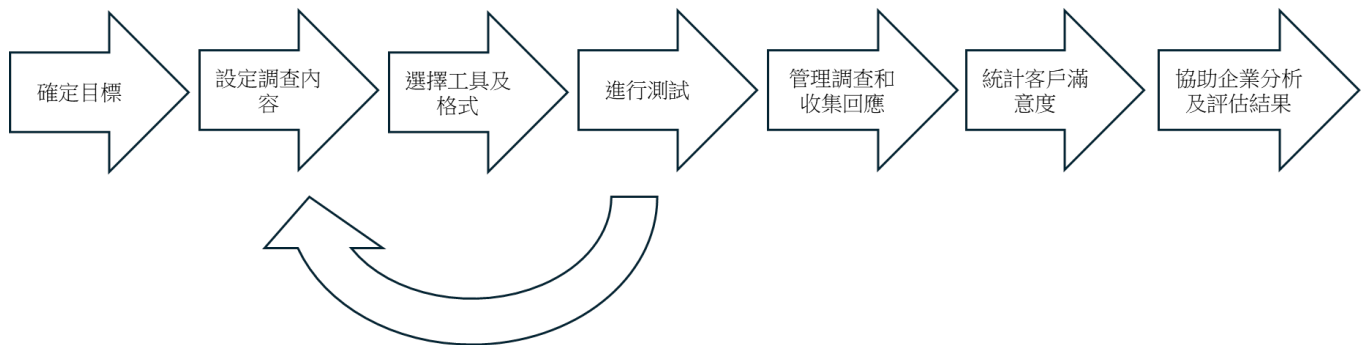 確定目標
設定調查內
容
選擇工具及
格式
進行測試
管理調查和
收集回應
統計客戶滿
意度
協助企業分析
及評估結果